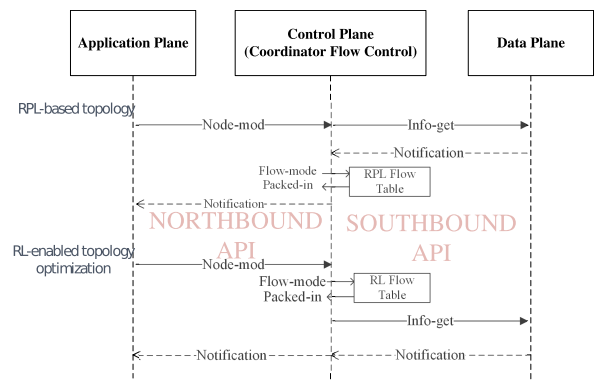 Application Plane
Control Plane
(Coordinator Flow Control)
Data Plane
RPL-based topology
Node-mod
Info-get
Notification
Flow-mode
Packed-in
RPL Flow
Table
Notification
NORTHBOUND
API
SOUTHBOUND
API
RL-enabled topology
optimization
Node-mod
Flow-mode
Packed-in
RL Flow
Table
Info-get
Notification
Notification